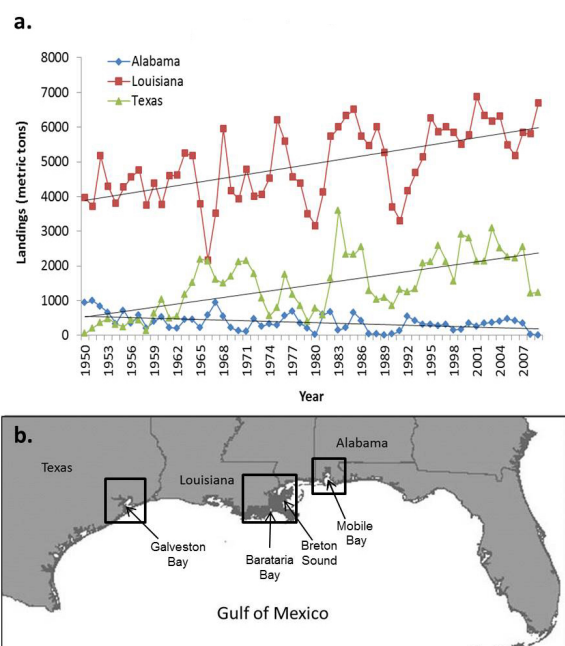 a.
Alabama
Louisiana
Texas
Landings (metric tons)
8000
7000
6000
5000
4000
3000
2000
1000
0
1950 1953 1956 1959 1962 1965 1968 1971 1974 1977 1980 1983 1986 1989 1992 1995 1998 2001 2004 2007
Year
b.
Alabama
Texas
Louisiana
Mobile
Bay
Galveston
Bay
Breton
Sound
Barataria
Bay
Gulf of Mexico